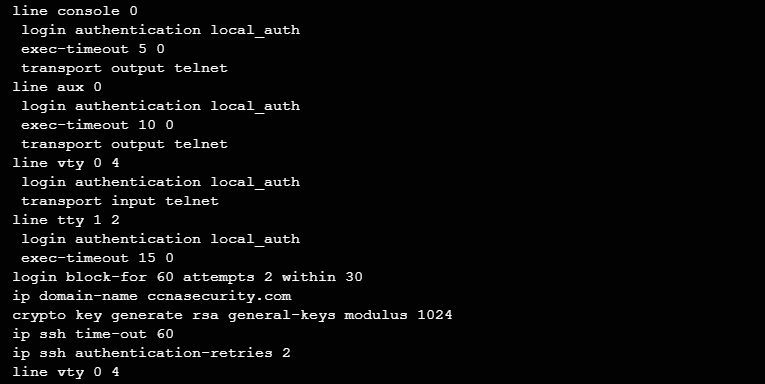 line console 0
 login authentication local_auth
 exec-timeout 5 0
 transport output telnet
line aux 0
 login authentication local_auth
 exec-timeout 10 0
 transport output telnet
line vty 0 4
 login authentication local_auth
 transport input telnet
line tty 1 2
 login authentication local_auth
 exec-timeout 15 0
login block-for 60 attempts 2 within 30
ip domain-name ccnasecurity.com
crypto key generate rsa general-keys modulus 1024
ip ssh time-out 60
ip ssh authentication-retries 2
line vty 0 4